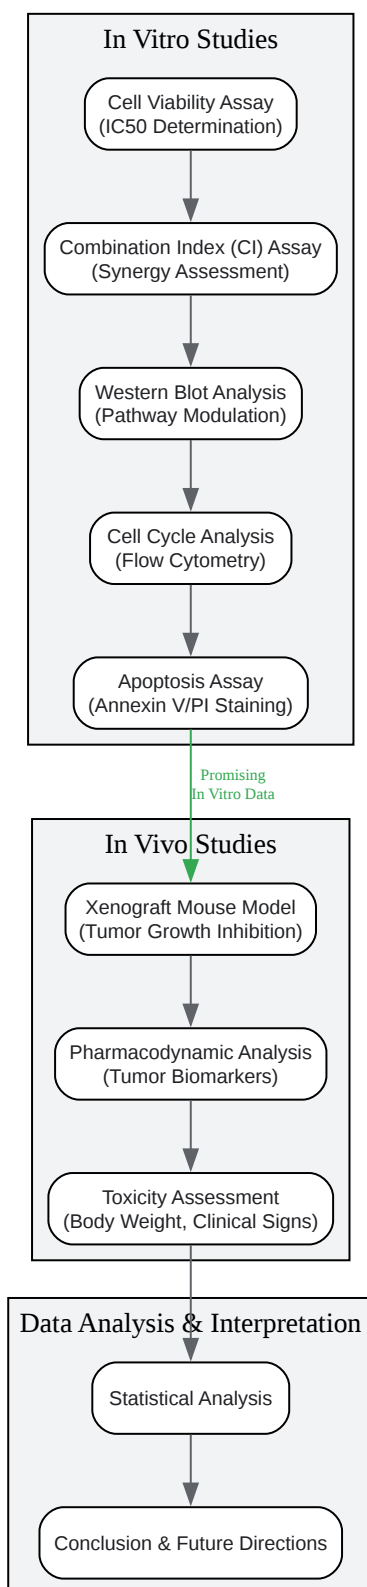 In Vitro Studies
Cell Viability Assay
(IC50 Determination)
Combination Index (CI) Assay
(Synergy Assessment)
Western Blot Analysis
(Pathway Modulation)
Cell Cycle Analysis
(Flow Cytometry)
Apoptosis Assay
(Annexin V/PI Staining)
Promising
In Vitro Data
In Vivo Studies
Xenograft Mouse Model
(Tumor Growth Inhibition)
Pharmacodynamic Analysis
(Tumor Biomarkers)
Toxicity Assessment
(Body Weight, Clinical Signs)
Data Analysis & Interpretation
Statistical Analysis
Conclusion & Future Directions